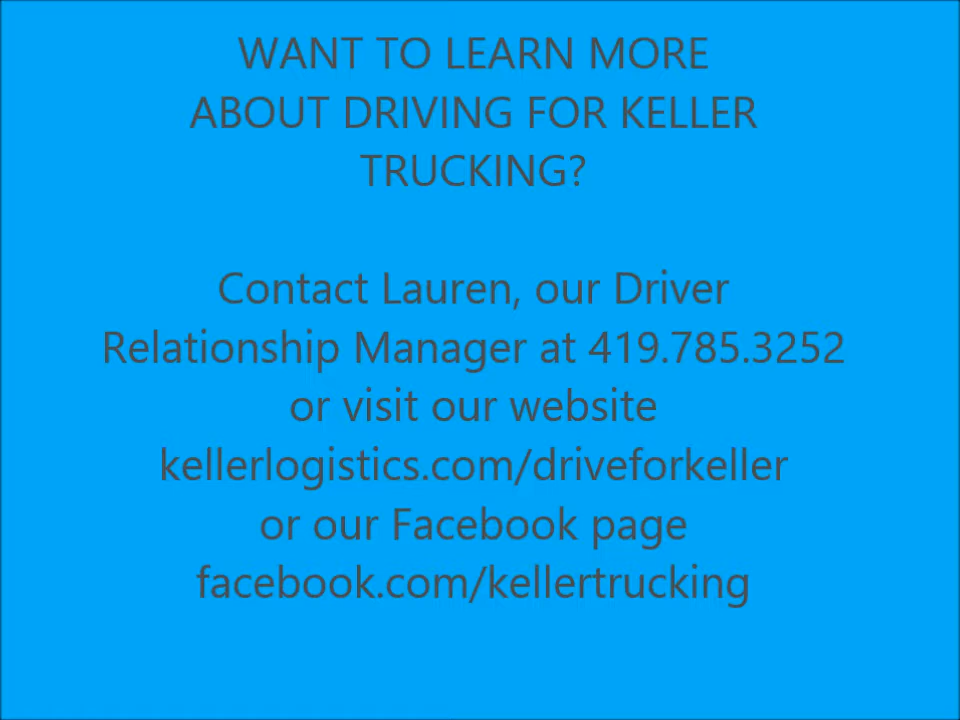 WANT TO LEARN MORE
ABOUT DRIVING FOR KELLER
TRUCKING?
Contact Lauren, our Driver
Relationship Manager at 419.785.3252
or visit our website
kellerlogistics.com/driveforkeller
or our Facebook page
facebook.com/kellertrucking